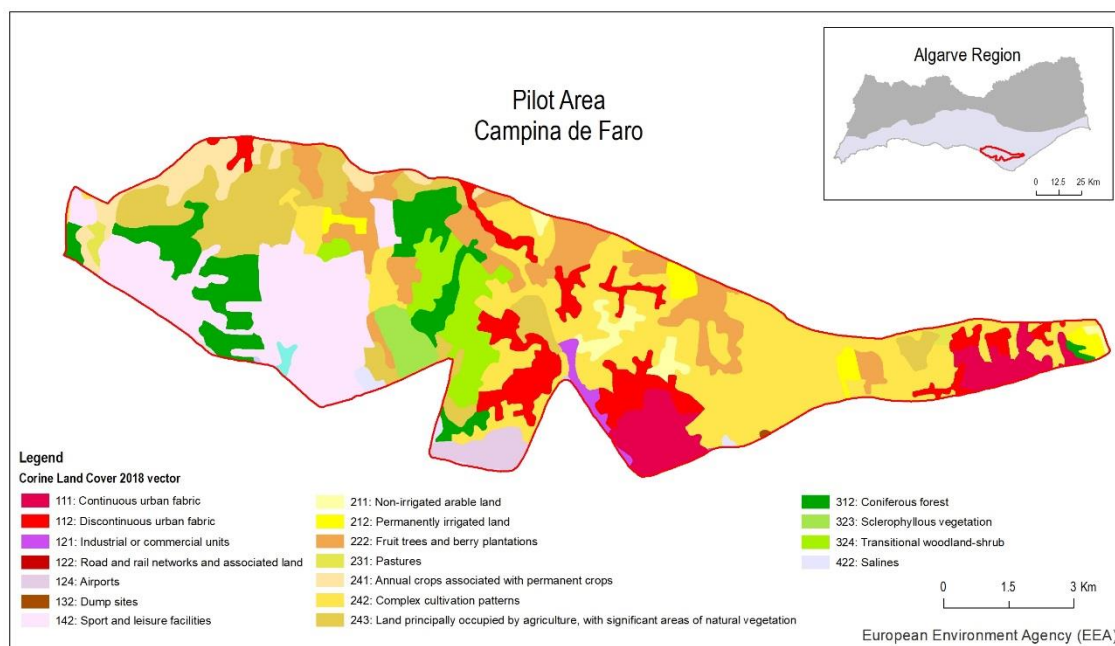 Pilot Area
Campina de Faro
Algarve Region
0 12.5 25 Km
Legend
Corine Land Cover 2018 vector
111: Continuous urban fabric
112: Discontinuous urban fabric
121: Industrial or commercial units
122: Road and rail networks and associated land
124: Airports
132: Dump sites
142: Sport and leisure facilities
211: Non-irrigated arable land
212: Permanently irrigated land
222: Fruit trees and berry plantations
231: Pastures
241: Annual crops associated with permanent crops
242: Complex cultivation patterns
243: Land principally occupied by agriculture, with significant areas of natural vegetation
312: Coniferous forest
323: Sclerophyllous vegetation
324: Transitional woodland-shrub
422: Salines
0 1.5 3 Km
European Environment Agency (EEA)